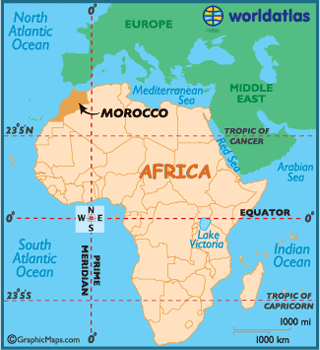 0°
North
Atlantic
Ocean
EUROPE
worldatlas
Mediterranean
Sea
MIDDLE
EAST
MOROCCO
23°5'N
TROPIC OF
CANCER
Red Sea
AFRICA
Arabian
Sea
EQUATOR
0°
N
W E
S
0°
Lake
Victoria
South
Atlantic
Ocean
PRIME
MERIDIAN
Indian
Ocean
23°5'S
TROPIC OF
CAPRICORN
1000 mi
1000 km
©GraphicMaps.com
0°